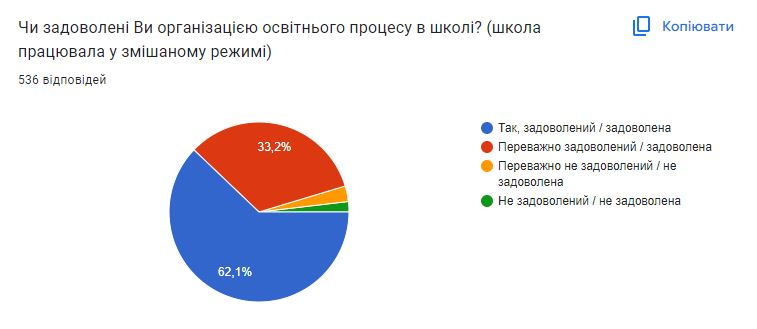 Чи задоволені Ви організацією освітнього процесу в школі? (школа
працювала у змішаному режимі)
Копіювати
536 відповідей
33,2%
62,1%
Так, задоволений / задоволена
Переважно задоволений / задоволена
Переважно не задоволений / не
задоволена
Не задоволений / не задоволена